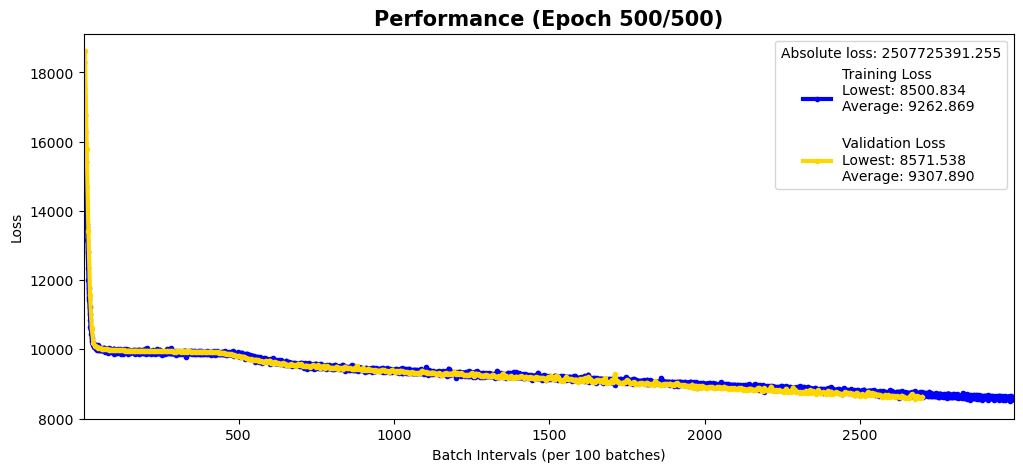 Performance (Epoch 500/500)
Absolute loss: 2507725391.255
Training Loss
Lowest: 8500.834
Average: 9262.869
Validation Loss
Lowest: 8571.538
Average: 9307.890
Loss
18000
16000
14000
12000
10000
8000
500
1000
1500
2000
2500
Batch Intervals (per 100 batches)